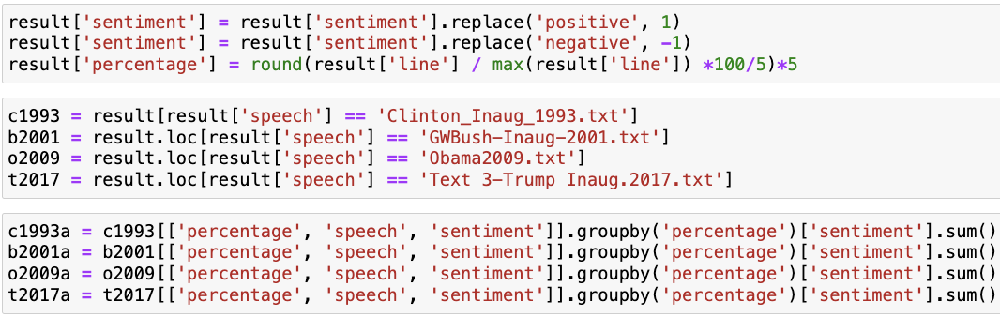 result['sentiment'] = result['sentiment'].replace('positive', 1)
result['sentiment'] = result['sentiment'].replace('negative', -1)
result['percentage'] = round(result['line'] / max(result['line']) *100/5)*5
c1993 = result[result['speech'] == 'Clinton_Inaug_1993.txt']
b2001 = result.loc[result['speech'] == 'GWBush-Inaug-2001.txt']
o2009 = result.loc[result['speech'] == 'Obama2009.txt']
t2017 = result.loc[result['speech'] == 'Text 3-Trump Inaug.2017.txt']
c1993a = c1993[['percentage', 'speech', 'sentiment']].groupby('percentage')['sentiment'].sum()
b2001a = b2001[['percentage', 'speech', 'sentiment']].groupby('percentage')['sentiment'].sum()
o2009a = o2009[['percentage', 'speech', 'sentiment']].groupby('percentage')['sentiment'].sum()
t2017a = t2017[['percentage', 'speech', 'sentiment']].groupby('percentage')['sentiment'].sum()